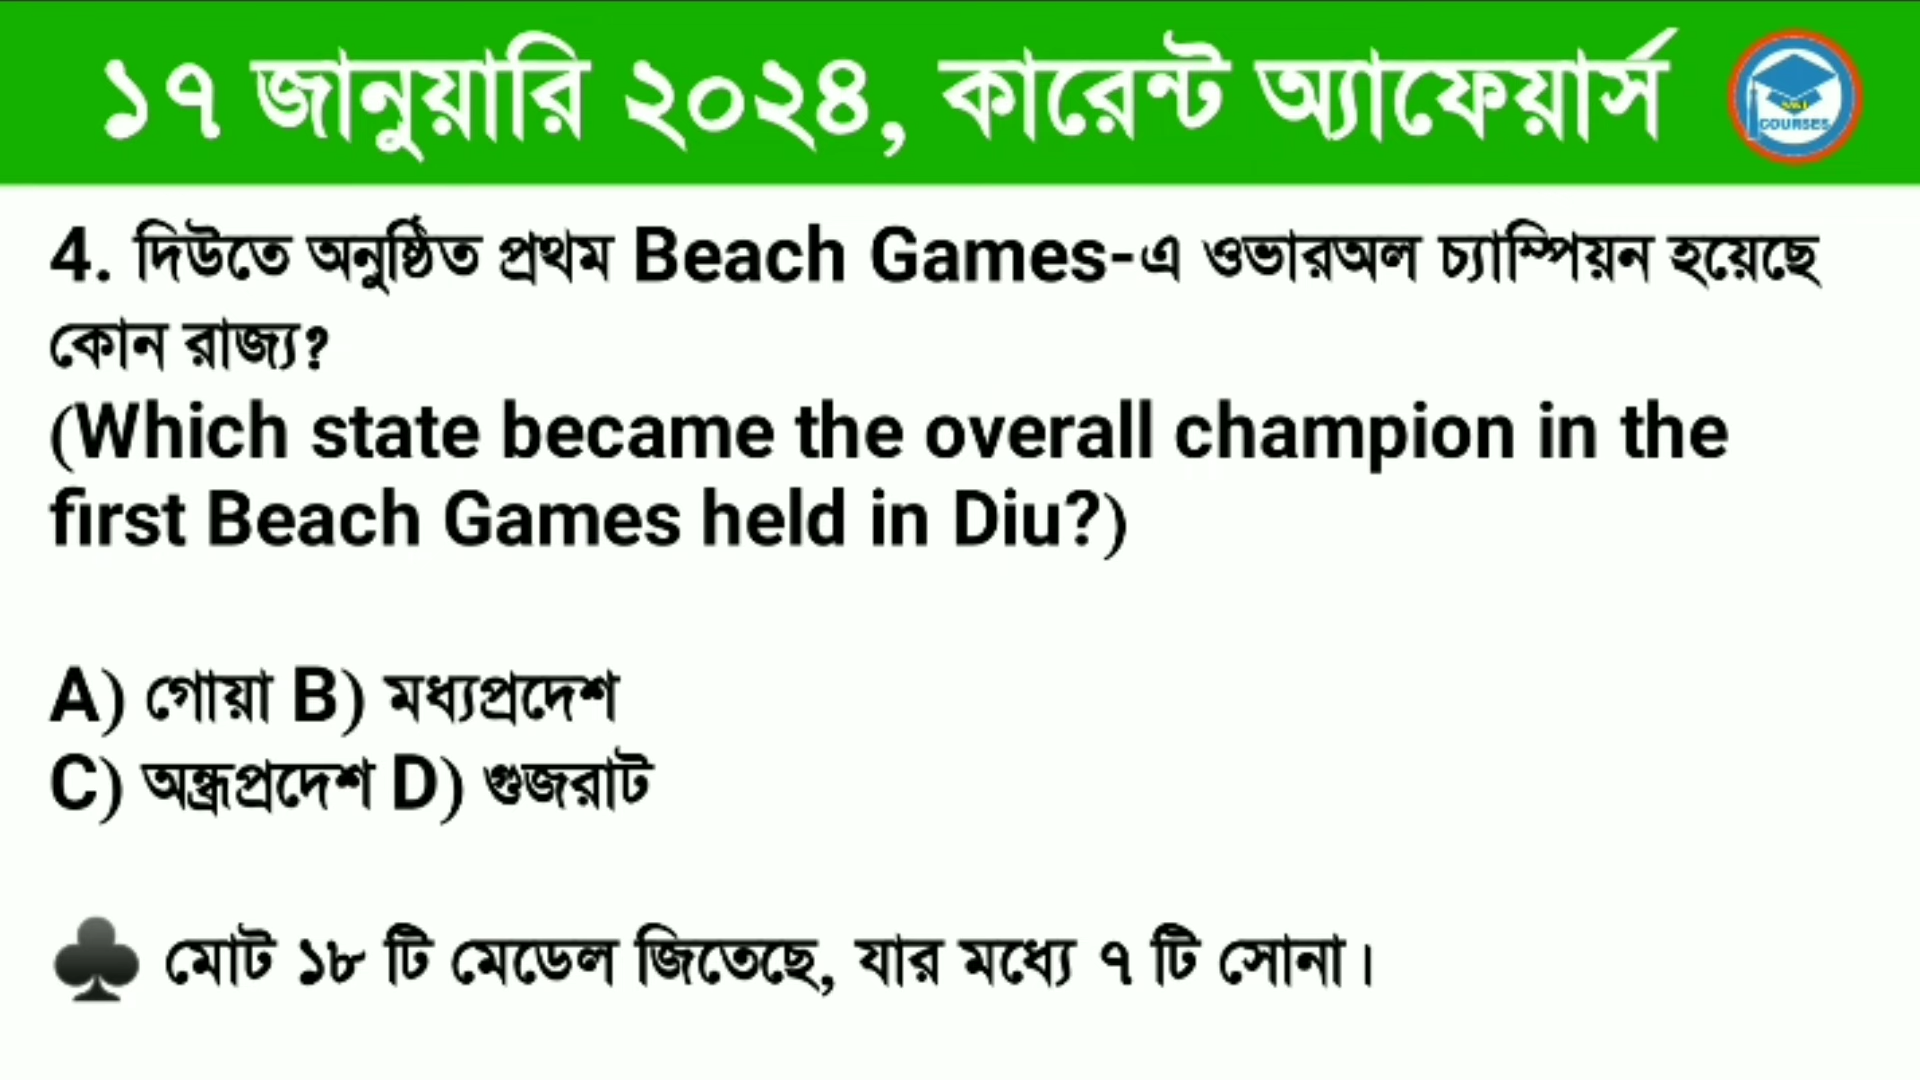 ১৭ জানুয়ারি ২০২৪, কারেন্ট অ্যাফেয়ার্স
COURSES
4. দিউতে অনুষ্ঠিত প্রথম Beach Games-এ ওভারঅল চ্যাম্পিয়ন হয়েছে
কোন রাজ্য?
(Which state became the overall champion in the
first Beach Games held in Diu?)
A) গোয়া B) মধ্যপ্রদেশ
C) অন্ধ্রপ্রদেশ D) গুজরাট
♣ মোট ১৮ টি মেডেল জিতেছে, যার মধ্যে ৭ টি সোনা।